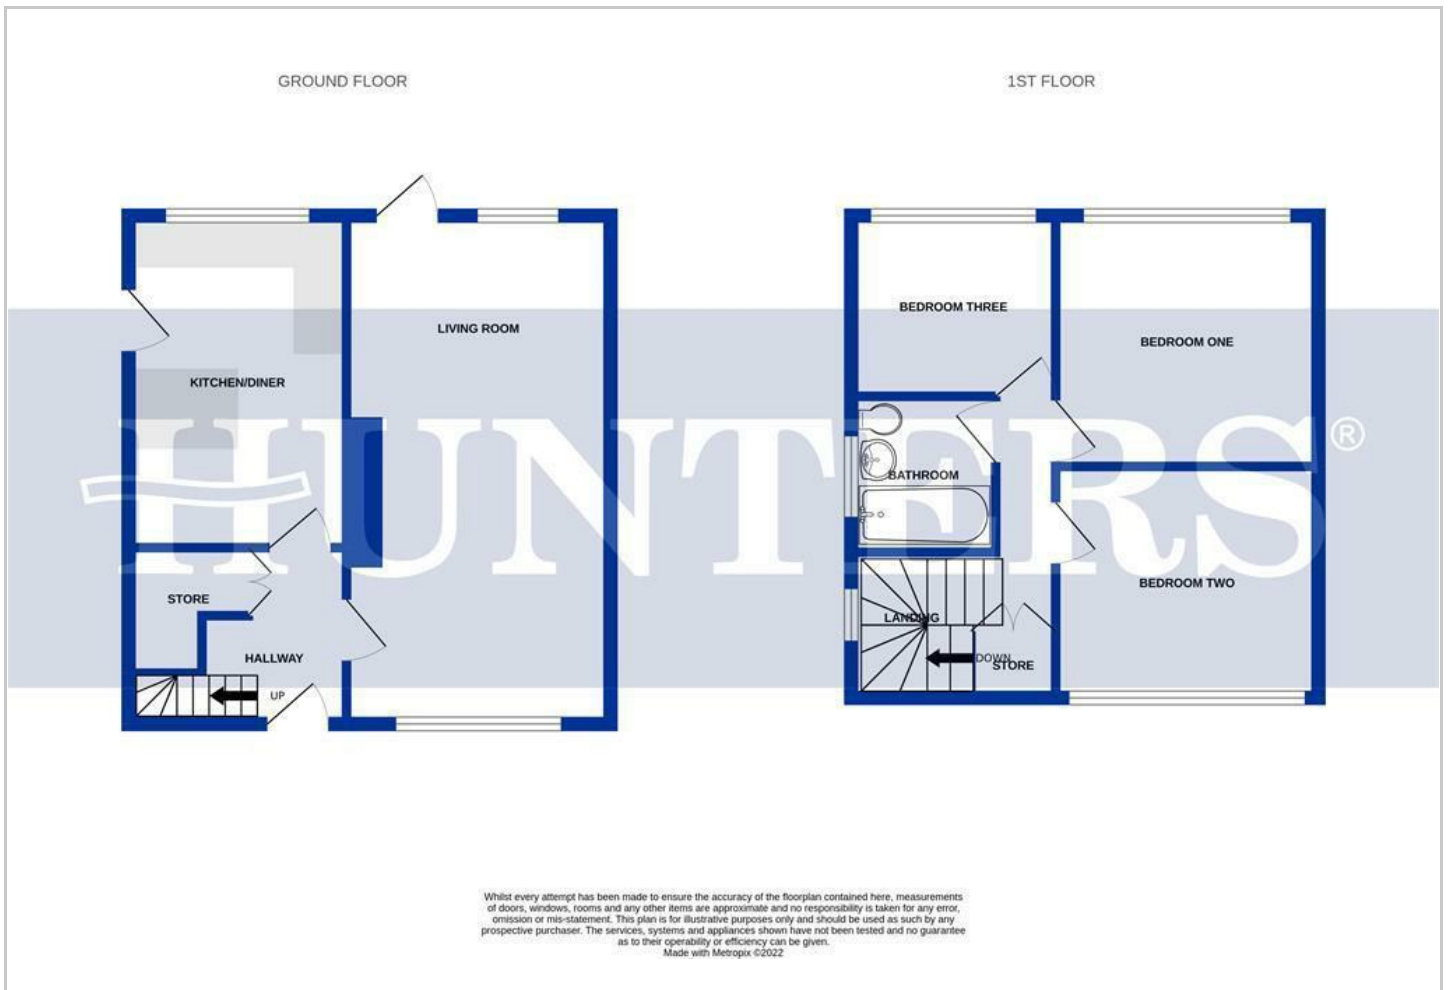 GROUND FLOOR
1ST FLOOR
LIVING ROOM
KITCHEN/DINER
STORE
HALLWAY
UP
BEDROOM THREE
BEDROOM ONE
BATHROOM
BEDROOM TWO
LANDING
DOWN
STORE
HUNTERS®
Whilst every attempt has been made to ensure the accuracy of the floorplan contained here, measurements
of doors, windows, rooms and any other items are approximate and no responsibility is taken for any error,
omission or mis-statement. This plan is for illustrative purposes only and should be used as such by any
prospective purchaser. The services, systems and appliances shown have not been tested and no guarantee
as to their operability or efficiency can be given.
Made with Metropix ©2022